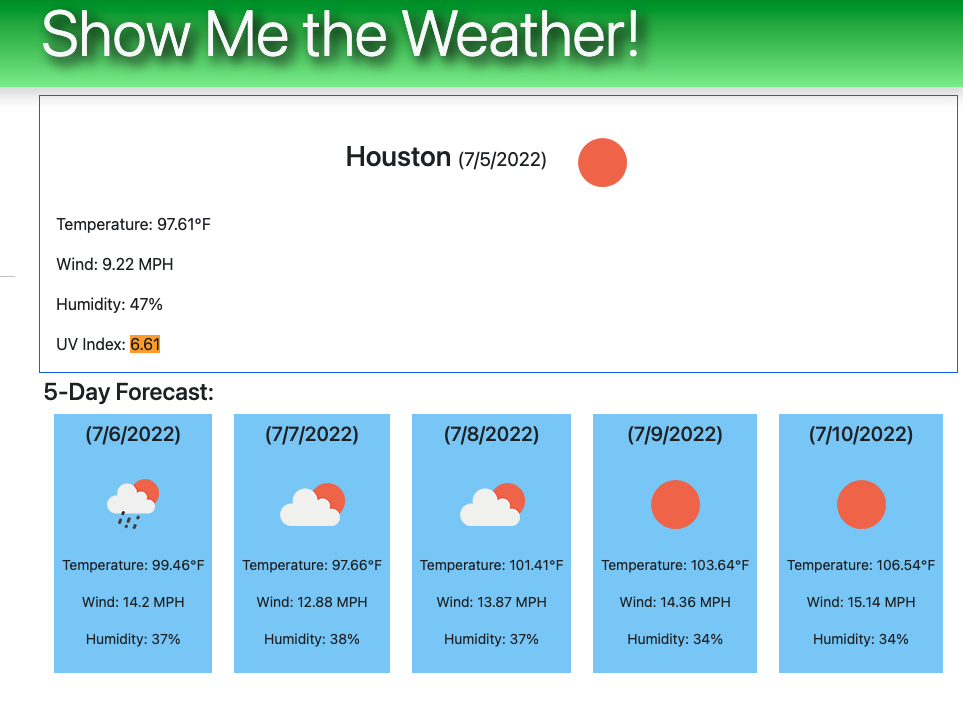 Show Me the Weather!
Houston (7/5/2022)
Temperature: 97.61°F
Wind: 9.22 MPH
Humidity: 47%
UV Index: 6.61
5-Day Forecast:
(7/6/2022)
Temperature: 99.46°F
Wind: 14.2 MPH
Humidity: 37%
(7/7/2022)
Temperature: 97.66°F
Wind: 12.88 MPH
Humidity: 38%
(7/8/2022)
Temperature: 101.41°F
Wind: 13.87 MPH
Humidity: 37%
(7/9/2022)
Temperature: 103.64°F
Wind: 14.36 MPH
Humidity: 34%
(7/10/2022)
Temperature: 106.54°F
Wind: 15.14 MPH
Humidity: 34%